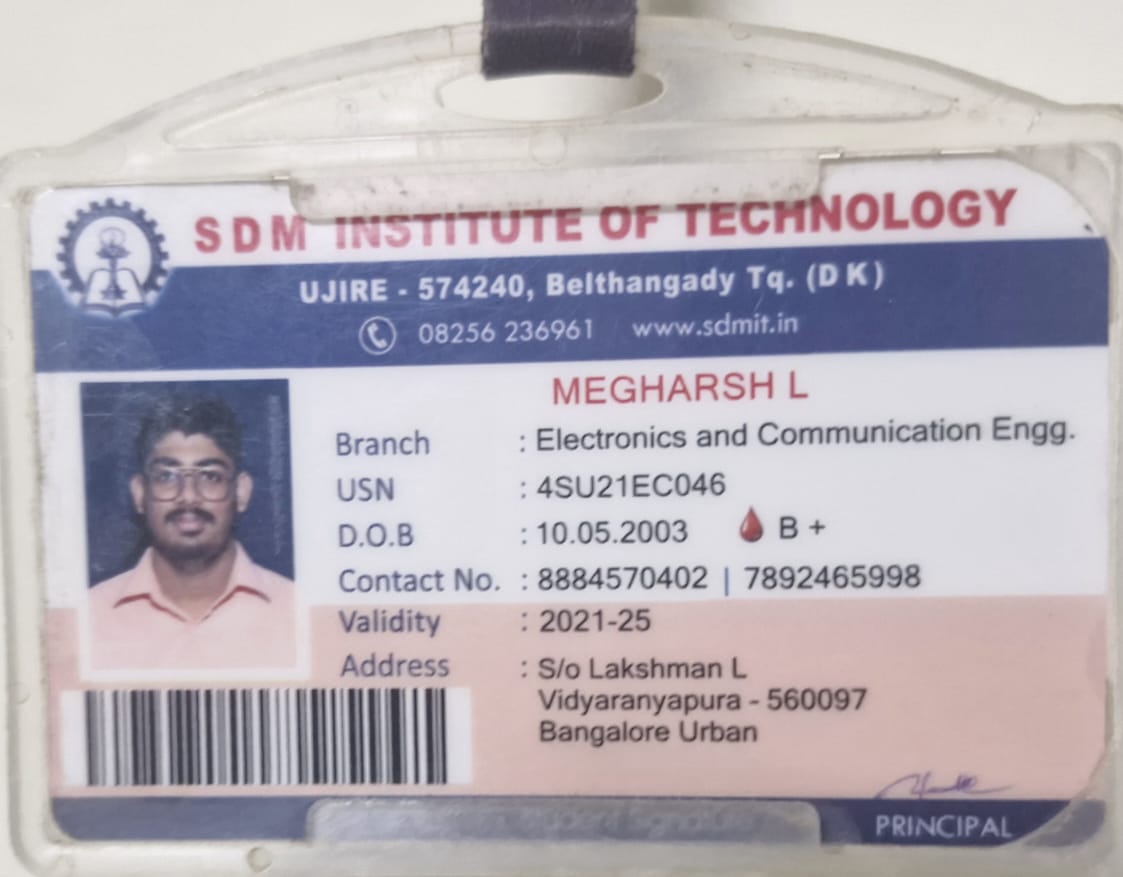 SDM INSTITUTE OF TECHNOLOGY
UJIRE - 574240, Belthangady Tq. (D K)
08256 236961 www.sdmit.in
MEGHARSH L
Branch : Electronics and Communication Engg.
USN : 4SU21EC046
D.O.B : 10.05.2003 B +
Contact No. : 8884570402 | 7892465998
Validity : 2021-25
Address : S/o Lakshman L
Vidyaranyapura - 560097
Bangalore Urban
PRINCIPAL